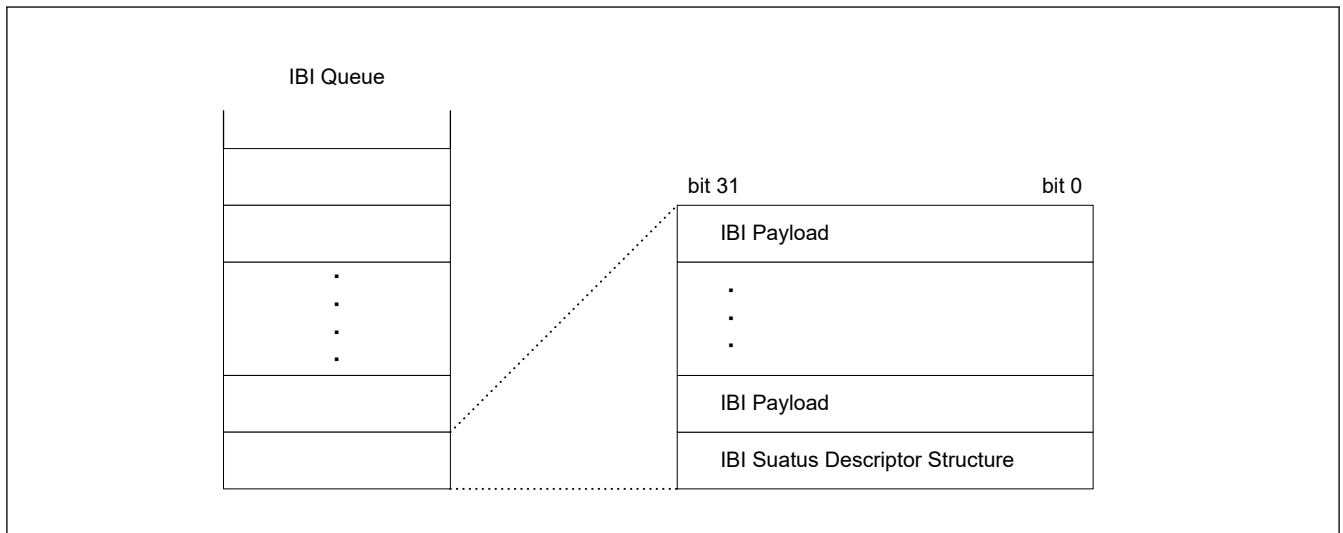 IBI Queue
bit 31 bit 0
IBI Payload
IBI Payload
IBI Suatus Descriptor Structure